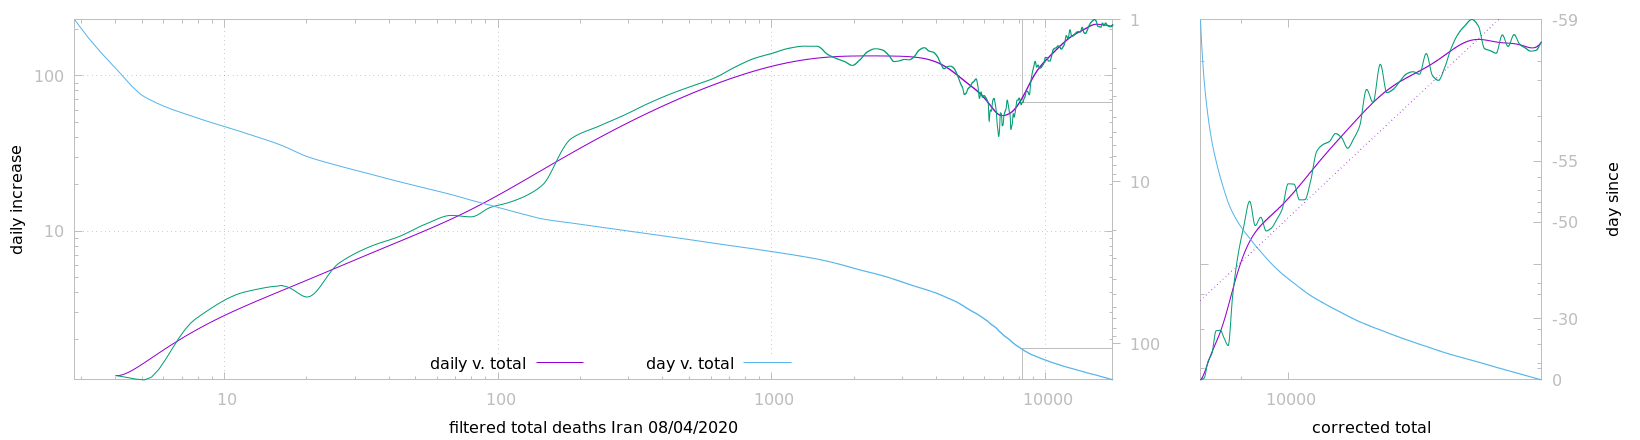 daily increase
100
10
10
100
1000
10000
filtered total deaths Iran 08/04/2020
daily v. total
day v. total
1
10
100
10000
corrected total
-59
-55
-50
-30
0
day since